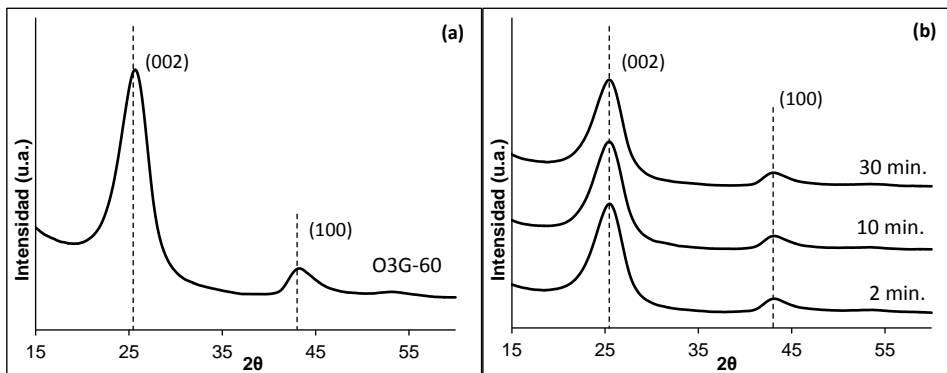 (a)
(002)
(100)
O3G-60
Intensidad (u.a.)
15 25 35 45 55
2θ
(b)
(002)
(100)
30 min.
10 min.
2 min.
Intensidad (u.a.)
15 25 35 45 55
2θ